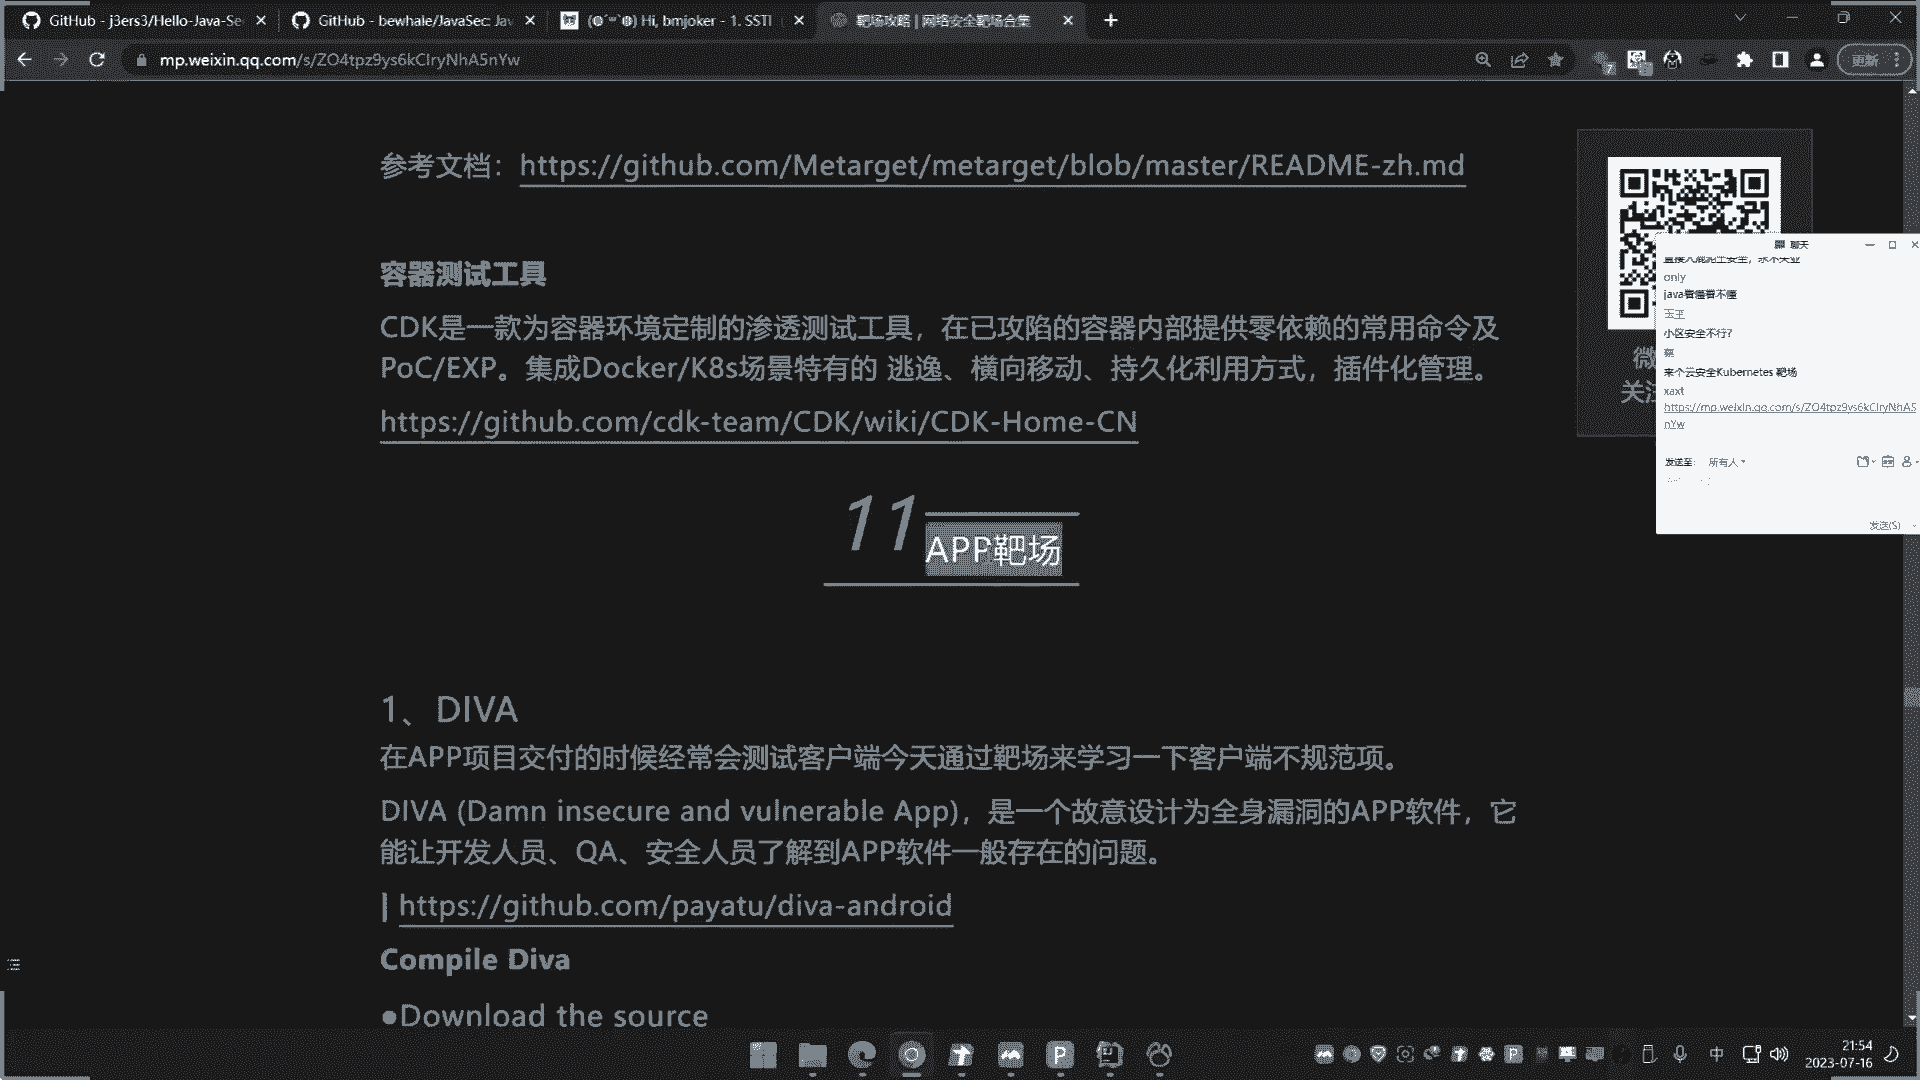 GitHub - j3ers3/Hello-Java-Se
GitHub - bewhale/JavaSec: Jav
Hi, bmjoker - 1. SSTI
靶场攻略 | 网络安全靶场合集
mp.weixin.qq.com/s/ZO4tpz9ys6kCIryNhA5nYw
更新
参考文档：https://github.com/Metarget/metarget/blob/master/README-zh.md
容器测试工具
CDK是一款为容器环境定制的渗透测试工具，在已攻陷的容器内部提供零依赖的常用命令及
PoC/EXP。集成Docker/K8s场景特有的 逃逸、横向移动、持久化利用方式，插件化管理。
https://github.com/cdk-team/CDK/wiki/CDK-Home-CN
11
APP靶场
1、DIVA
在APP项目交付的时候经常会测试客户端今天通过靶场来学习一下客户端不规范项。
DIVA (Damn insecure and vulnerable App)，是一个故意设计为全身漏洞的APP软件，它
能让开发人员、QA、安全人员了解到APP软件一般存在的问题。
| https://github.com/payatu/diva-android
Compile Diva
●Download the source
关注
聊天
only
java看懂看不懂
玉王
小区安全不行？
蔡
来个云安全Kubernetes 靶场
xaxt
https://mp.weixin.qq.com/s/ZO4tpz9ys6kCIryNhA5
nYw
发送至： 所有人
发送(S)
中
21:54
2023-07-16